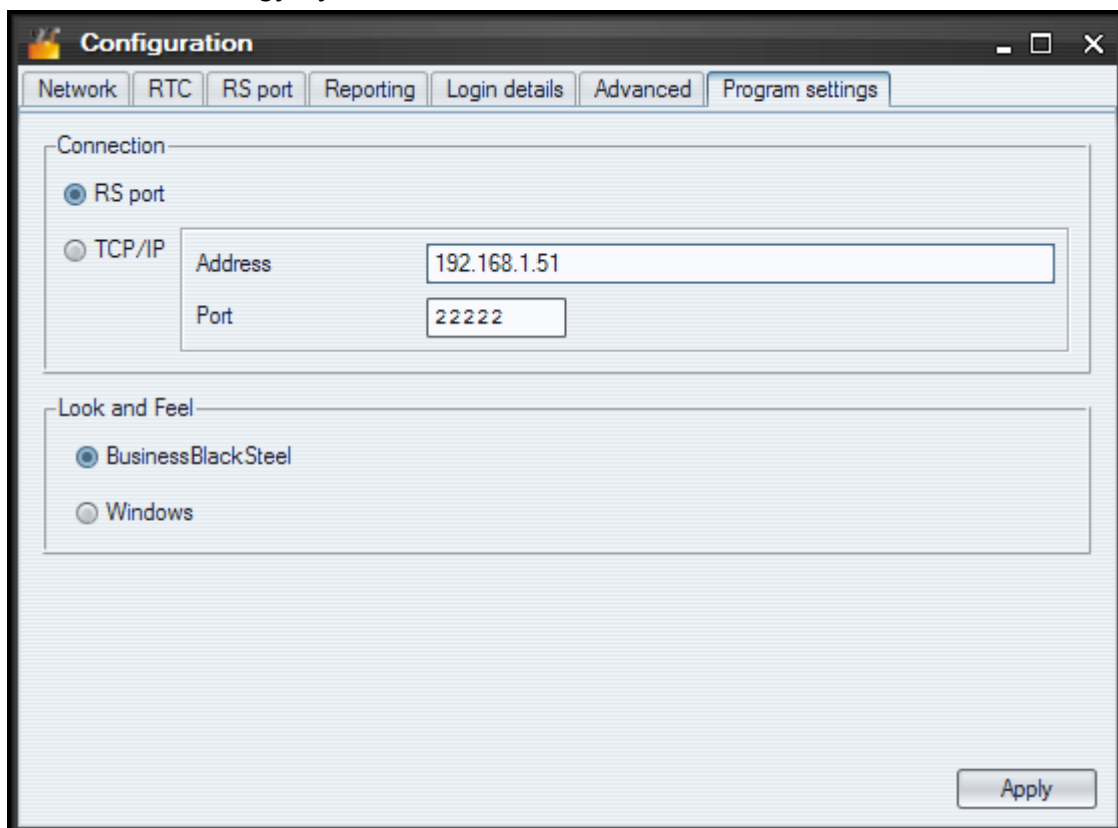 Configuration
Network RTC RS port Reporting Login details Advanced Program settings
Connection
RS port
TCP/IP
Address 192.168.1.51
Port 22222
Look and Feel
BusinessBlackSteel
Windows
Apply